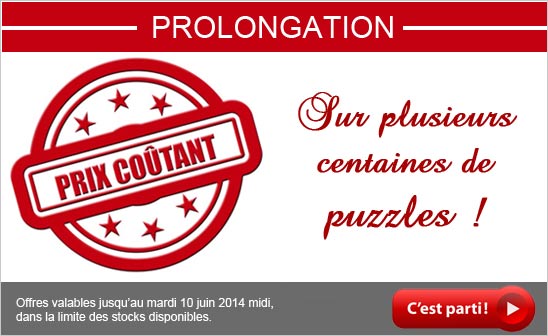 PROLONGATION
PRIX COÛTANT
Sur plusieurs
centaines de
puzzles !
Offres valables jusqu'au mardi 10 juin 2014 midi,
dans la limite des stocks disponibles.
C'est parti !